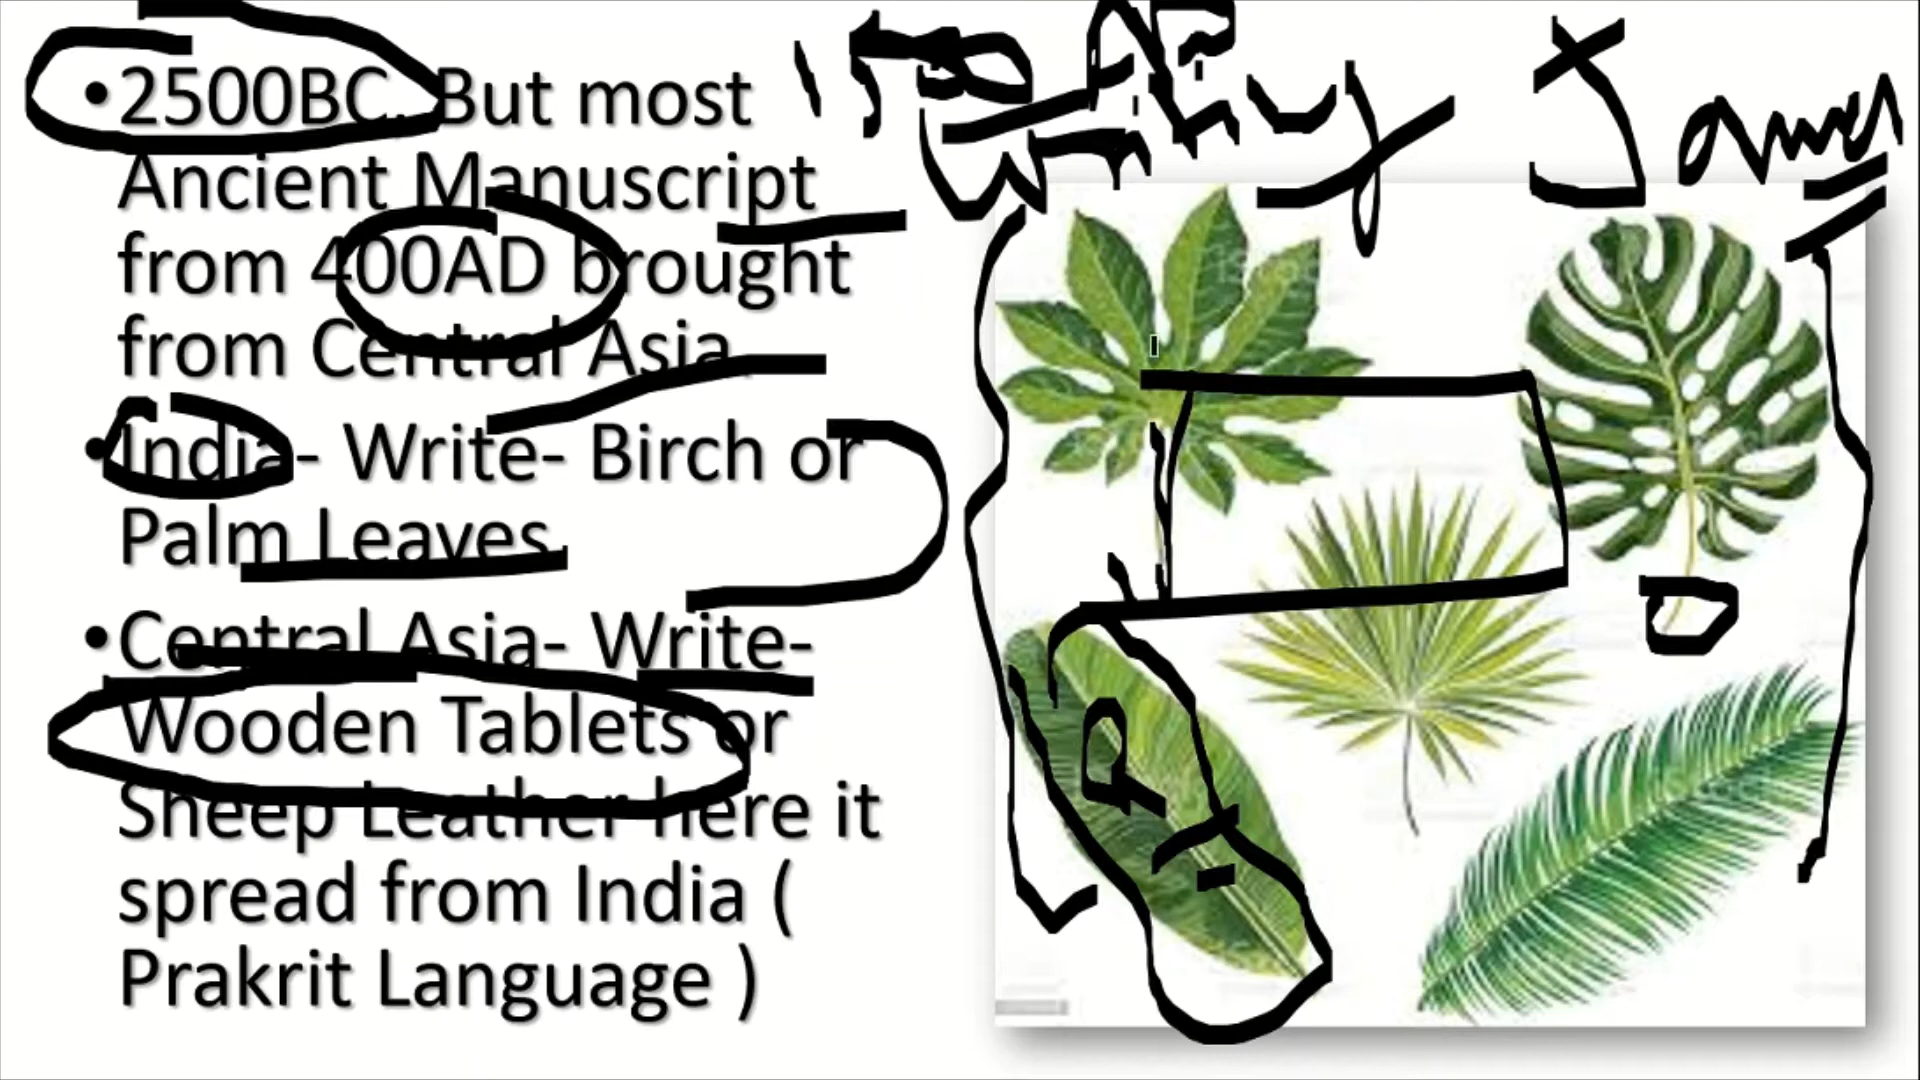 •2500BC. But most
Ancient Manuscript
from 400AD brought
from Central Asia
•India- Write- Birch or
Palm Leaves
•Central Asia- Write-
Wooden Tablets or
Sheep Leather here it
spread from India (
Prakrit Language )